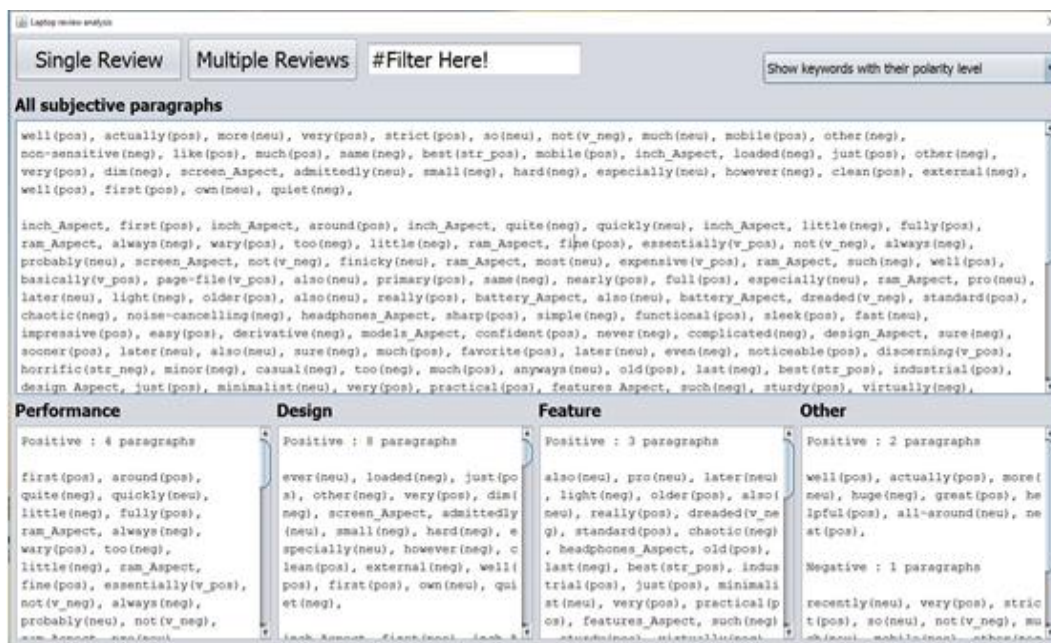 Laptop review analysis
Single Review
Multiple Reviews
#Filter Here!
Show keywords with their polarity level
All subjective paragraphs
well(pos), actually(pos), more(neu), very(pos), strict(pos), so(neu), not(v_neg), much(neu), mobile(pos), other(neg),
non-sensitive(neg), like(pos), much(pos), same(neg), best(str_pos), mobile(pos), inch_Aspect, loaded(neg), just(pos), other(neg),
very(pos), dim(neg), screen_Aspect, admittedly(neu), small(neg), hard(neg), especially(neu), however(neg), clean(pos), external(neg),
well(pos), first(pos), own(neu), quiet(neg),
inch_Aspect, first(pos), inch_Aspect, around(pos), inch_Aspect, quite(neg), quickly(neu), inch_Aspect, little(neg), fully(pos),
ram_Aspect, always(neg), wary(pos), too(neg), little(neg), ram_Aspect, fine(pos), essentially(v_pos), not(v_neg), always(neg),
probably(neu), screen_Aspect, not(v_neg), finicky(neu), ram_Aspect, most(neu), expensive(v_pos), ram_Aspect, such(neg), well(pos),
basically(v_pos), page-file(v_pos), also(neu), primary(pos), same(neg), nearly(pos), full(pos), especially(neu), ram_Aspect, pro(neu),
later(neu), light(neg), older(pos), also(neu), really(pos), battery_Aspect, also(neu), battery_Aspect, dreaded(v_neg), standard(pos),
chaotic(neg), noise-cancelling(neg), headphones_Aspect, sharp(pos), simple(neg), functional(pos), sleek(pos), fast(neu),
impressive(pos), easy(pos), derivative(neg), models_Aspect, confident(pos), never(neg), complicated(neg), design_Aspect, sure(neg),
sooner(pos), later(neu), also(neu), sure(neg), much(pos), favorite(pos), later(neu), even(neg), noticeable(pos), discerning(v_pos),
horrific(str_neg), minor(neg), casual(neg), too(neg), much(pos), anyways(neu), old(pos), last(neg), best(str_pos), industrial(pos),
design_Aspect, just(pos), minimalist(neu), very(pos), practical(pos), features_Aspect, such(neg), sturdy(pos), virtually(neg),
Performance
Positive : 4 paragraphs
first(pos), around(pos),
quite(neg), quickly(neu),
little(neg), fully(pos),
ram_Aspect, always(neg),
wary(pos), too(neg),
little(neg), ram_Aspect,
fine(pos), essentially(v_pos),
not(v_neg), always(neg),
probably(neu), not(v_neg),
ram_Aspect, pro(neu),
Design
Positive : 8 paragraphs
ever(neu), loaded(neg), just(po
s), other(neg), very(pos), dim(
neg), screen_Aspect, admittedly
(neu), small(neg), hard(neg), e
specially(neu), however(neg), c
lean(pos), external(neg), well(
pos), first(pos), own(neu), qui
et(neg),
inch_Aspect, first(pos), inch_A
Feature
Positive : 3 paragraphs
also(neu), pro(neu), later(neu)
, light(neg), older(pos), also(
neu), really(pos), dreaded(v_ne
g), standard(pos), chaotic(neg)
, headphones_Aspect, old(pos),
last(neg), best(str_pos), indus
trial(pos), just(pos), minimali
st(neu), very(pos), practical(p
os), features_Aspect, such(neg)
, sturdy(pos), virtually(neg),
Other
Positive : 2 paragraphs
well(pos), actually(pos), more(
neu), huge(neg), great(pos), he
lpful(pos), all-around(neu), ne
at(pos),
Negative : 1 paragraphs
recently(neu), very(pos), stric
t(pos), so(neu), not(v_neg), mu